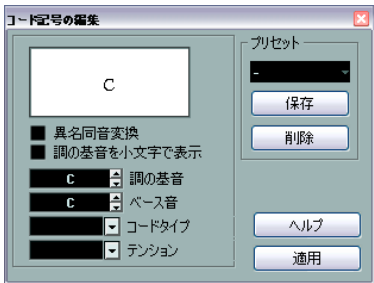 コード記号の編集
C
異名同音変換
調の基音を小文字で表示
C 調の基音
C ベース音
コードタイプ
テンション
プリセット
-
保存
削除
ヘルプ
適用